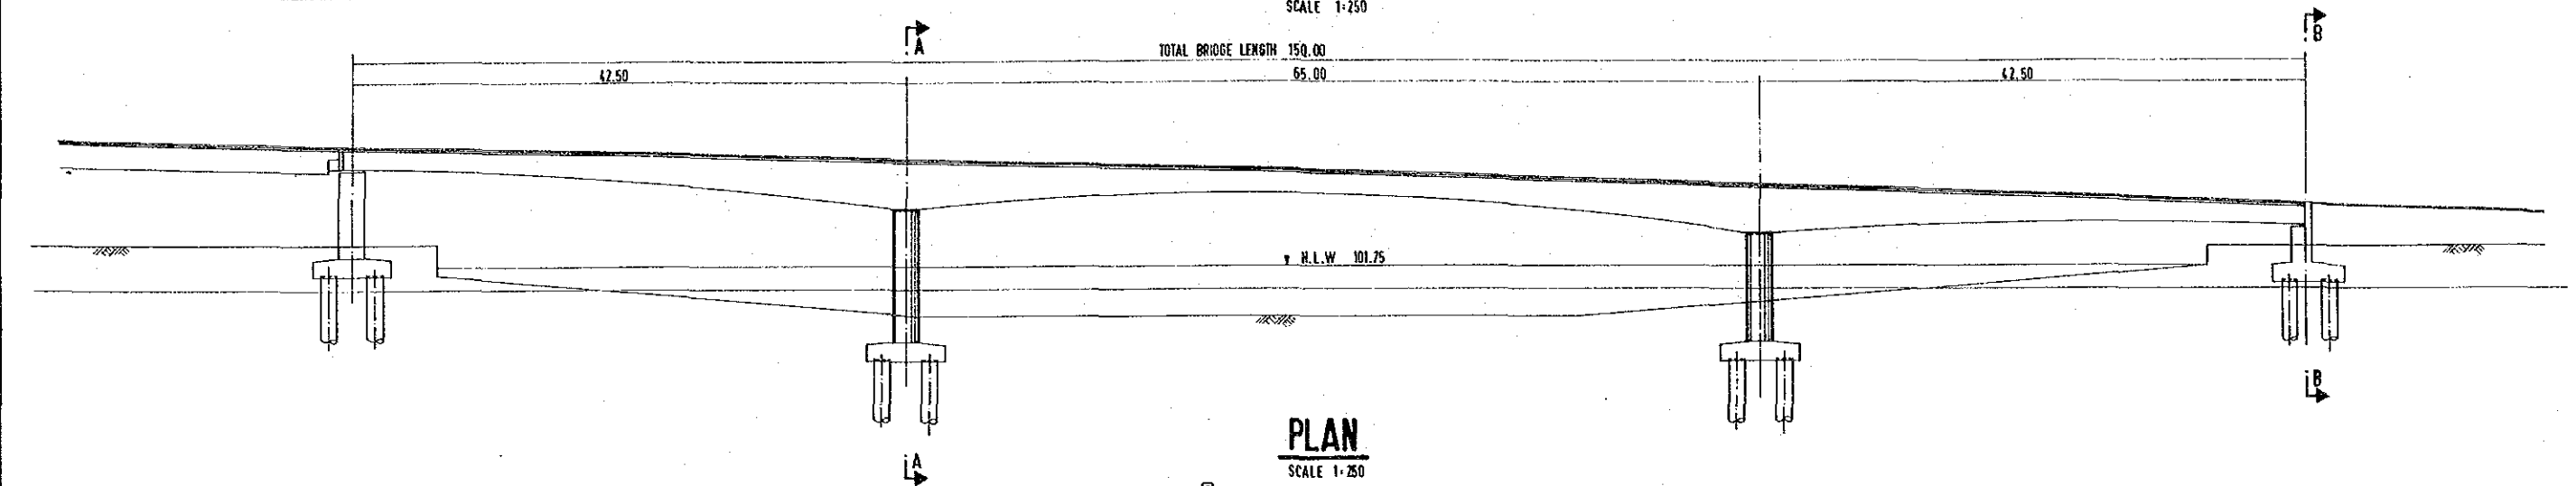 SCALE 1:250
A
B
TOTAL BRIDGE LENGTH 150.00
42.50
65.00
42.50
H.L.W 101.75
B
PLAN
A
SCALE 1:250